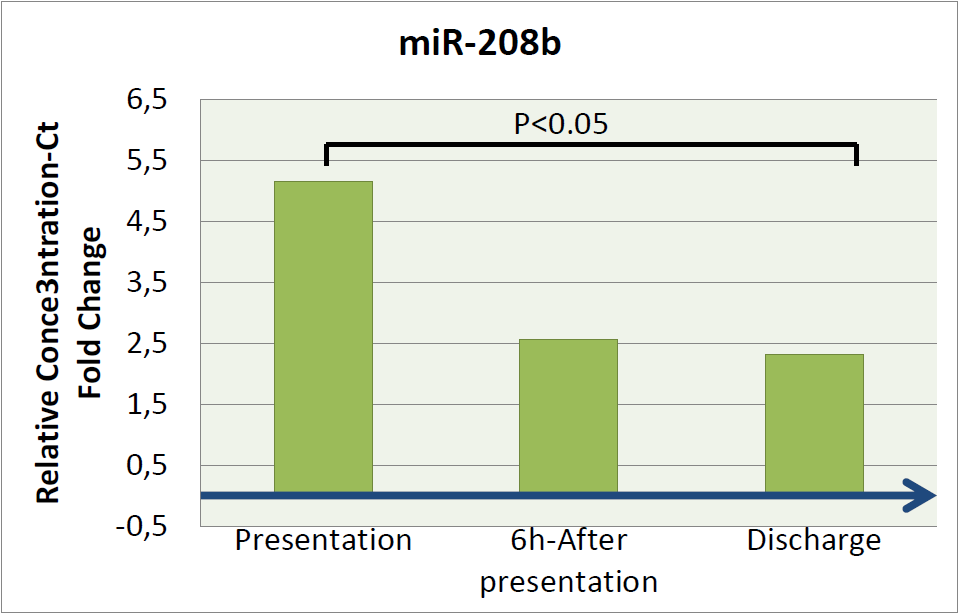 miR-208b
Relative Conce3ntration-Ct
Fold Change
6,5
5,5
4,5
3,5
2,5
1,5
0,5
-0,5
P<0.05
Presentation
6h-After
presentation
Discharge